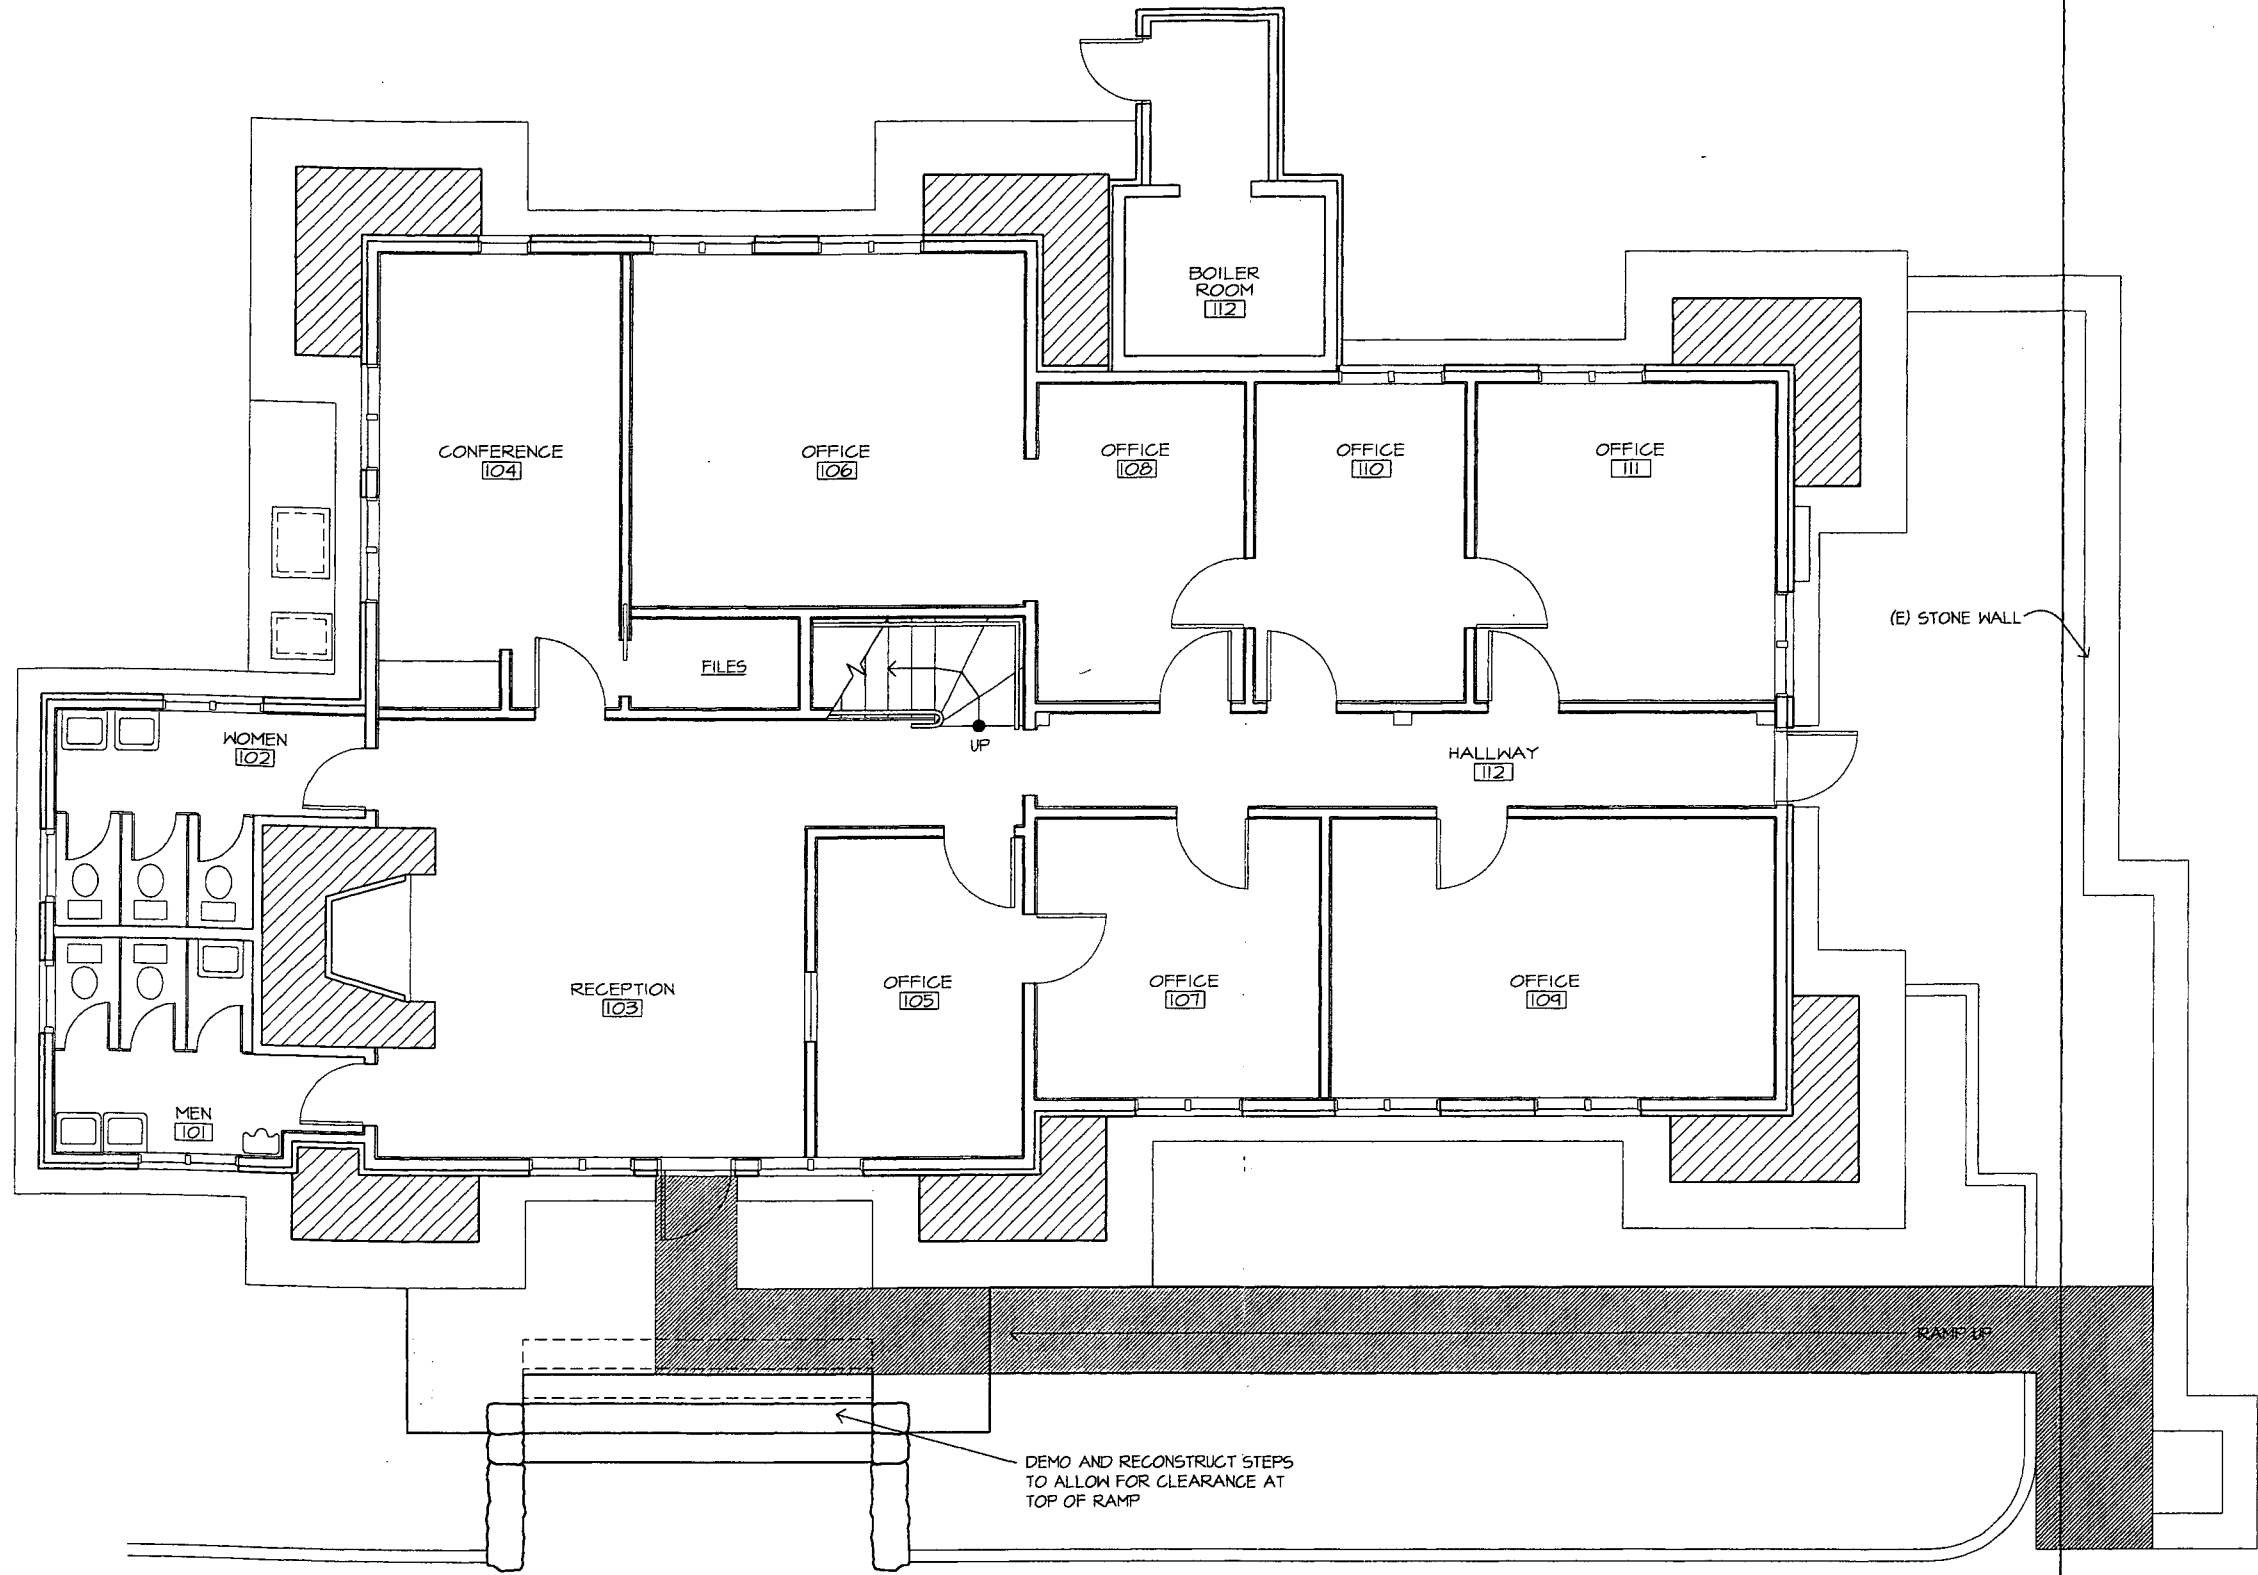 BOILER
ROOM
112
CONFERENCE
104
OFFICE
106
OFFICE
108
OFFICE
110
OFFICE
111
(E) STONE WALL
FILES
UP
WOMEN
102
HALLWAY
112
RECEPTION
103
OFFICE
105
OFFICE
107
OFFICE
109
MEN
101
RAMP UP
DEMO AND RECONSTRUCT STEPS
TO ALLOW FOR CLEARANCE AT
TOP OF RAMP